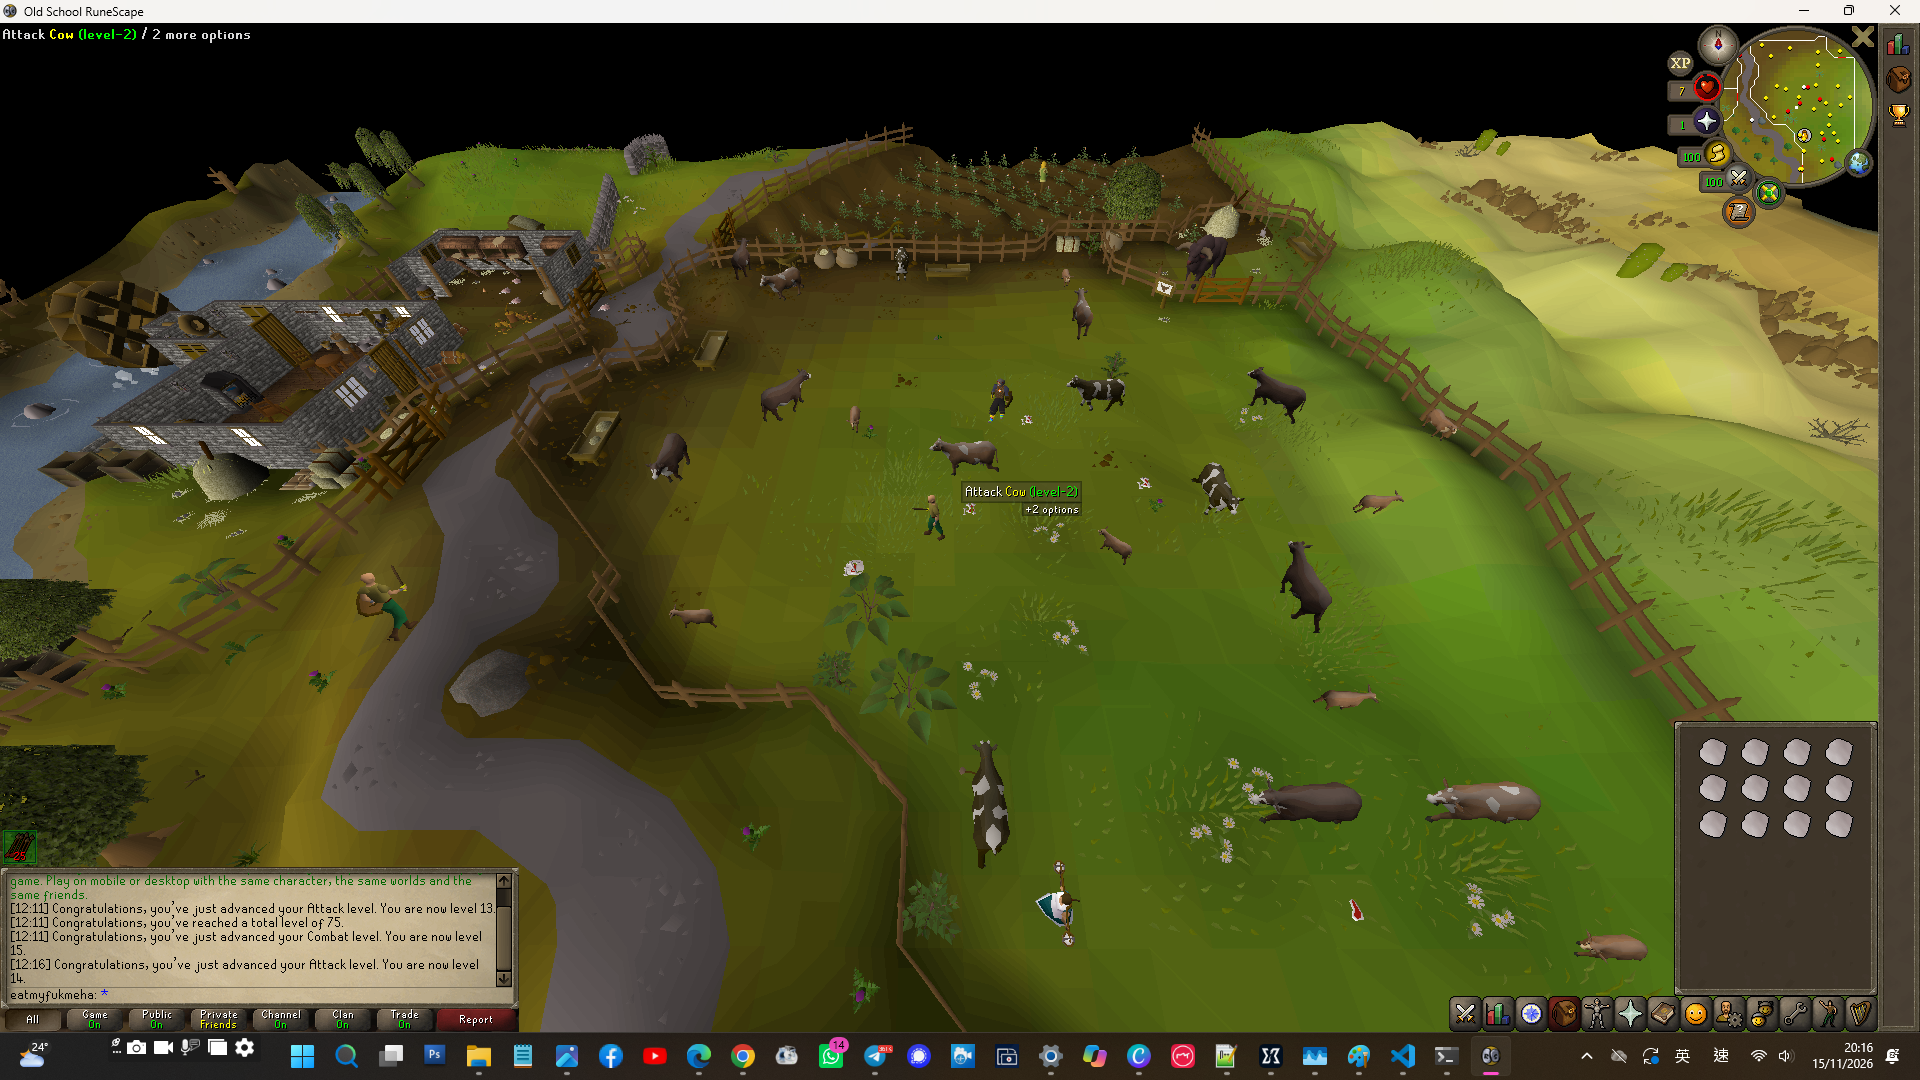 Old School RuneScape
Attack Cow (level-2) / 2 more options
N
XP
7
1
100
100
Attack Cow (level-2)
+2 options
25
game. Play on mobile or desktop with the same character, the same worlds and the
same friends.
[12:11] Congratulations, you've just advanced your Attack level. You are now level 13.
[12:11] Congratulations, you've reached a total level of 75.
[12:11] Congratulations, you've just advanced your Combat level. You are now level
15.
[12:16] Congratulations, you've just advanced your Attack level. You are now level
14.
eatmyfukmeha: *
All
Game
On
Public
On
Private
Friends
Channel
On
Clan
On
Trade
On
Report
24°
Ps
14
英
速
20:16
15/11/2026